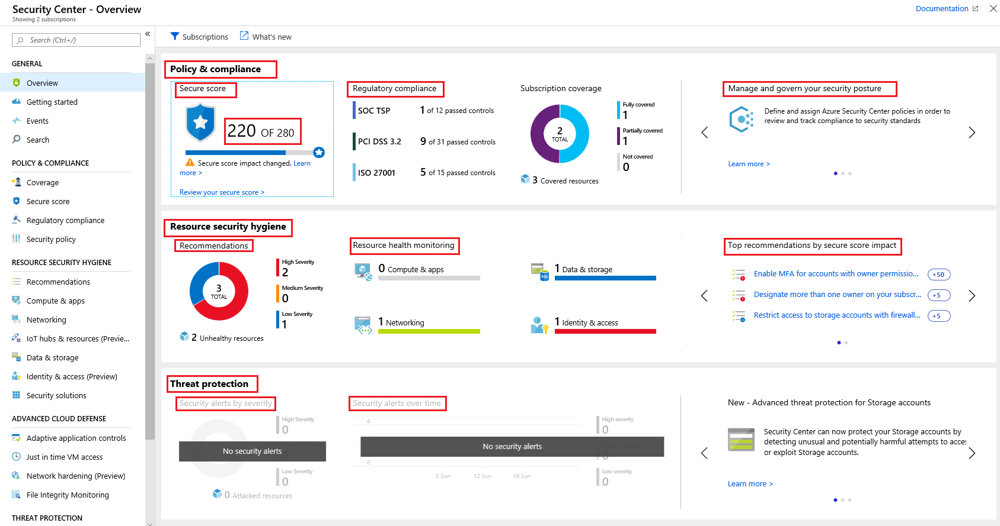 Security Center - Overview
Showing 2 subscriptions
Documentation
Search (Ctrl+/)
«
Subscriptions
What's new
GENERAL
Overview
Getting started
Events
Search
POLICY & COMPLIANCE
Coverage
Secure score
Regulatory compliance
Security policy
RESOURCE SECURITY HYGIENE
Recommendations
Compute & apps
Networking
IoT hubs & resources (Previe...
Data & storage
Identity & access (Preview)
Security solutions
ADVANCED CLOUD DEFENSE
Adaptive application controls
Just in time VM access
Network hardening (Preview)
File Integrity Monitoring
THREAT PROTECTION
Policy & compliance
Secure score
220 OF 280
Secure score impact changed. Learn
more >
Review your secure score >
Regulatory compliance
SOC TSP 1 of 12 passed controls
PCI DSS 3.2 9 of 31 passed controls
ISO 27001 5 of 15 passed controls
Subscription coverage
2
TOTAL
Fully covered
1
Partially covered
1
Not covered
0
3 Covered resources
Manage and govern your security posture
Define and assign Azure Security Center policies in order to
review and track compliance to security standards
Learn more >
Resource security hygiene
Recommendations
3
TOTAL
High Severity
2
Medium Severity
0
Low Severity
1
2 Unhealthy resources
Resource health monitoring
0 Compute & apps
SQL
1 Data & storage
1 Networking
1 Identity & access
Top recommendations by secure score impact
Enable MFA for accounts with owner permissio... +50
Designate more than one owner on your subscr... +5
Restrict access to storage accounts with firewall... +5
Threat protection
Security alerts by severity
High Severity
0
No security alerts
Low Severity
0
0 Attacked resources
Security alerts over time
4
0
5 Sun 12 Sun 19 Sun
High severity
0
No security alerts
0
Low severity
0
New - Advanced threat protection for Storage accounts
Security Center can now protect your Storage accounts by
detecting unusual and potentially harmful attempts to acces
or exploit Storage accounts.
Learn more >